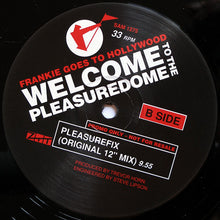 SAM 1275
33 RPM
FRANKIE GOES TO HOLLYWOOD
WELCOME
TO THE
PLEASUREDOME
B SIDE
PROMO ONLY - NOT FOR RESALE
PLEASUREFIX
(ORIGINAL 12" MIX) 9.55
PRODUCED BY TREVOR HORN
ENGINEERED BY STEVE LIPSON